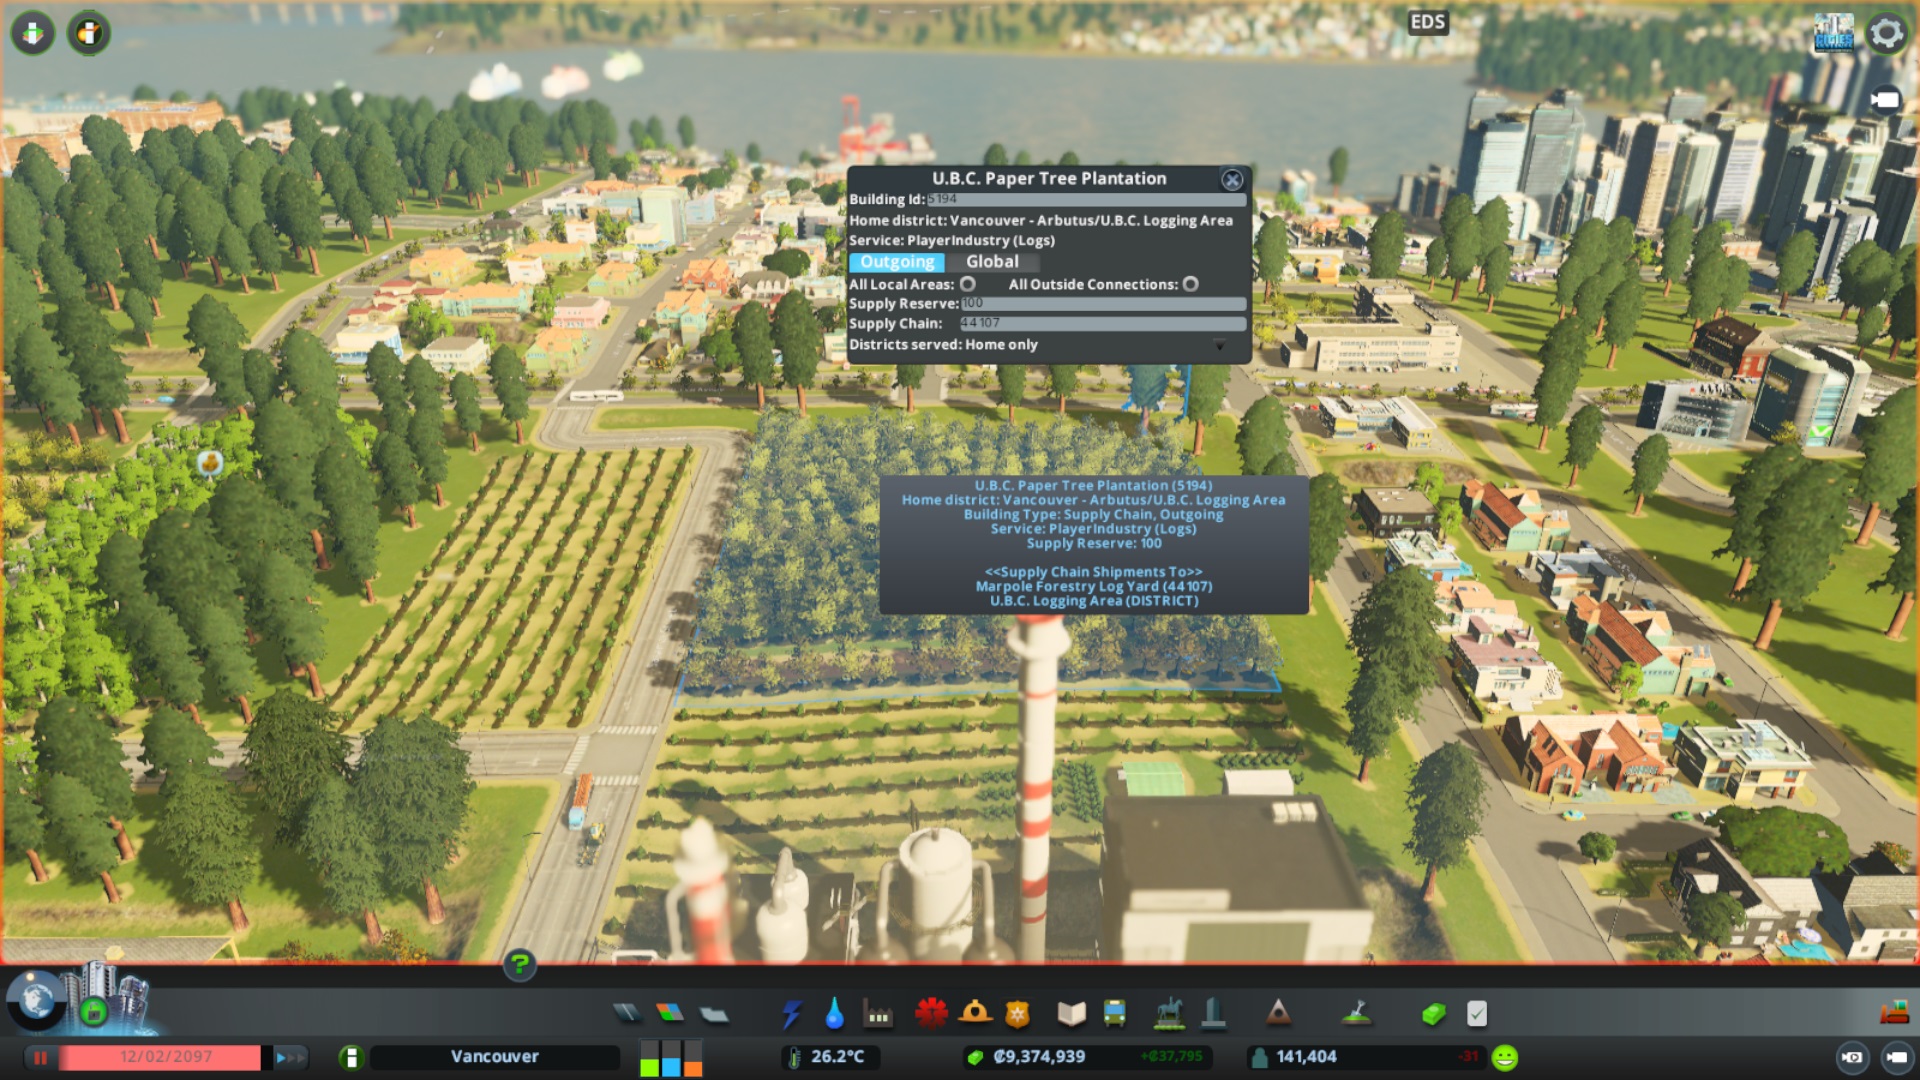 EDS
CITIES
U.B.C. Paper Tree Plantation
Building Id: 5194
Home district: Vancouver - Arbutus/U.B.C. Logging Area
Service: PlayerIndustry (Logs)
Outgoing Global
All Local Areas: All Outside Connections:
Supply Reserve: 100
Supply Chain: 44107
Districts served: Home only
U.B.C. Paper Tree Plantation (5194)
Home district: Vancouver - Arbutus/U.B.C. Logging Area
Building Type: Supply Chain, Outgoing
Service: PlayerIndustry (Logs)
Supply Reserve: 100
<<Supply Chain Shipments To>>
Marpole Forestry Log Yard (44107)
U.B.C. Logging Area (DISTRICT)
?
12/02/2097
Vancouver
26.2°C
₡9,374,939
+₡37,795
141,404
-31